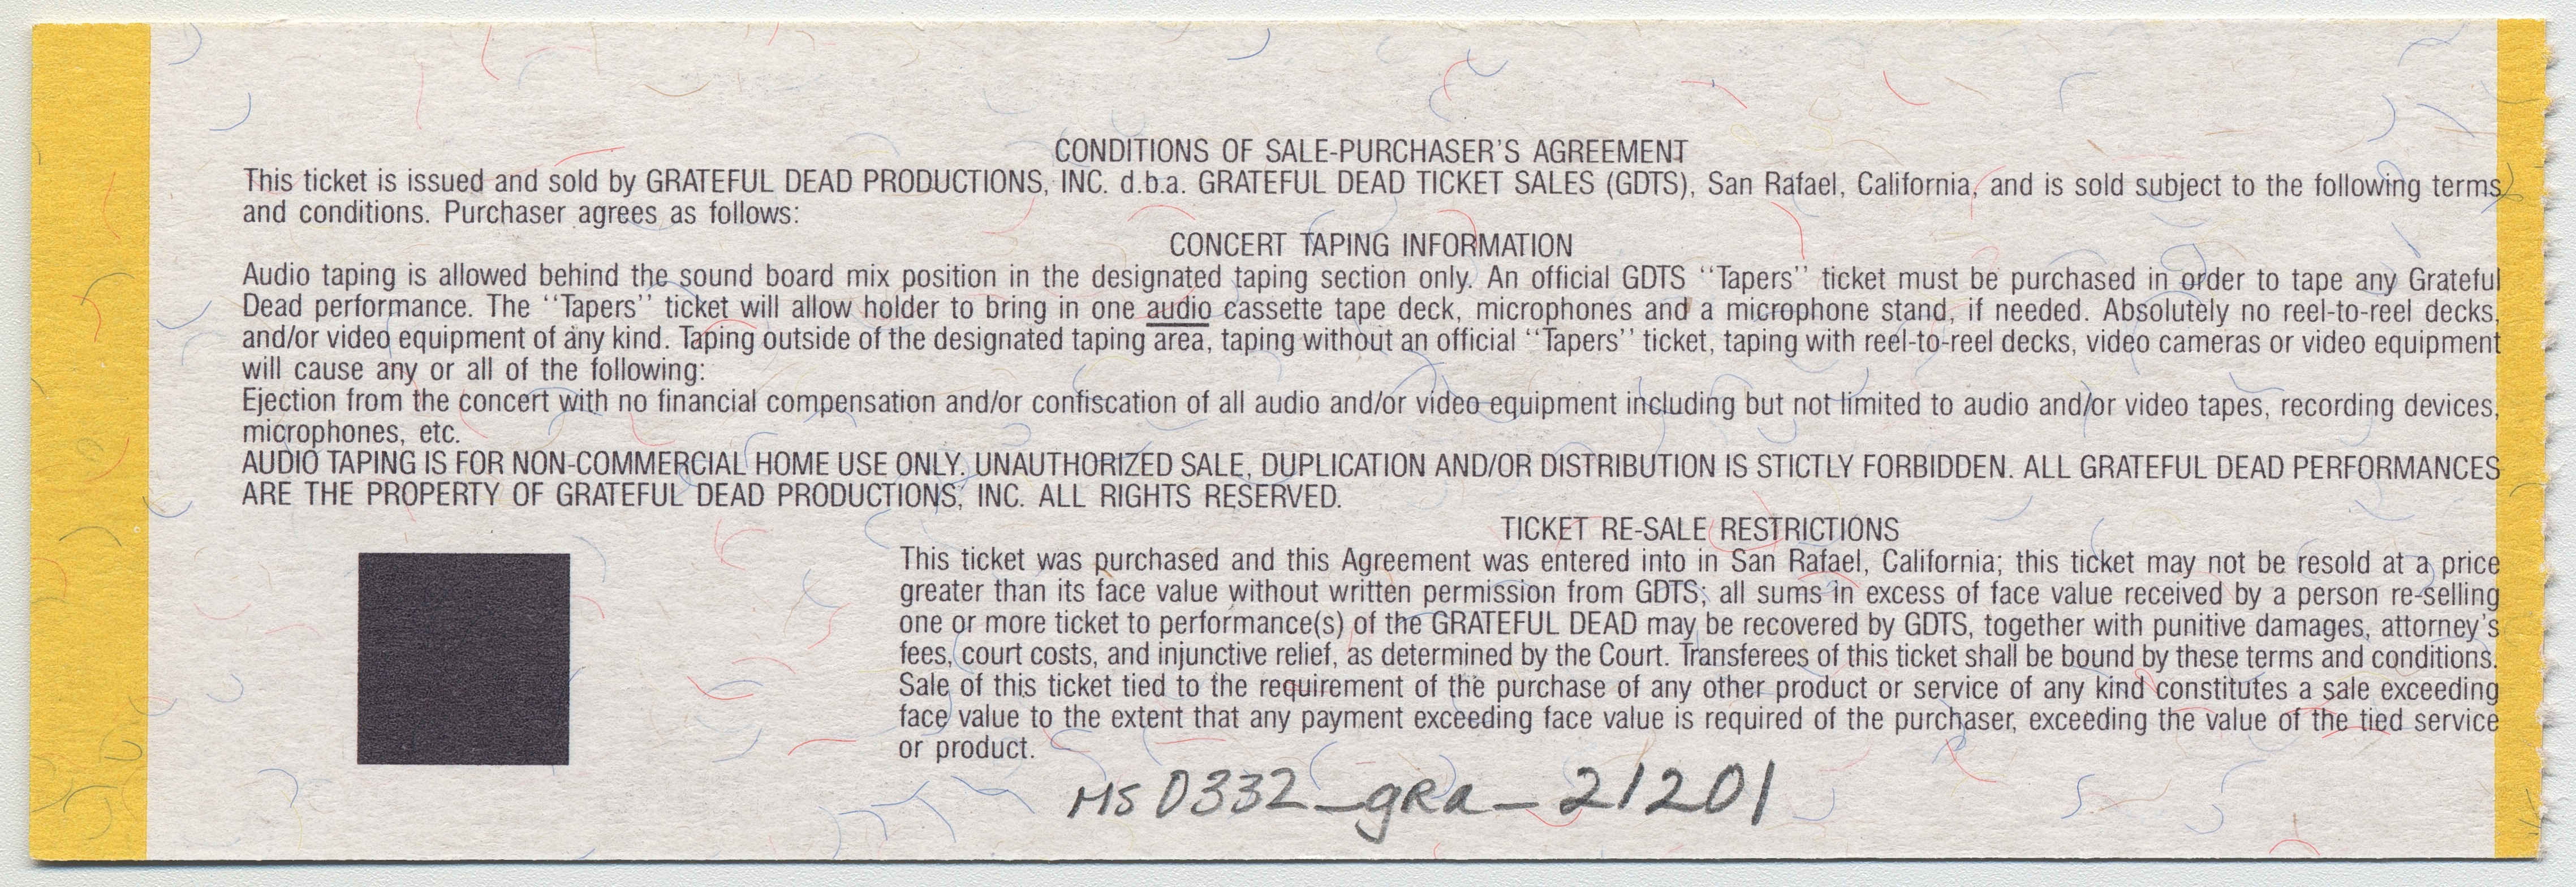 CONDITIONS OF SALE-PURCHASER'S AGREEMENT
This ticket is issued and sold by GRATEFUL DEAD PRODUCTIONS, INC. d.b.a. GRATEFUL DEAD TICKET SALES (GDTS), San Rafael, California, and is sold subject to the following terms
and conditions. Purchaser agrees as follows:
CONCERT TAPING INFORMATION
Audio taping is allowed behind the sound board mix position in the designated taping section only. An official GDTS ‘‘Tapers’’ ticket must be purchased in order to tape any Grateful
Dead performance. The ‘‘Tapers’’ ticket will allow holder to bring in one audio cassette tape deck, microphones and a microphone stand, if needed. Absolutely no reel-to-reel decks,
and/or video equipment of any kind. Taping outside of the designated taping area, taping without an official ‘‘Tapers’’ ticket, taping with reel-to-reel decks, video cameras or video equipment
will cause any or all of the following:
Ejection from the concert with no financial compensation and/or confiscation of all audio and/or video equipment including but not limited to audio and/or video tapes, recording devices,
microphones, etc.
AUDIO TAPING IS FOR NON-COMMERCIAL HOME USE ONLY. UNAUTHORIZED SALE, DUPLICATION AND/OR DISTRIBUTION IS STICTLY FORBIDDEN. ALL GRATEFUL DEAD PERFORMANCES
ARE THE PROPERTY OF GRATEFUL DEAD PRODUCTIONS, INC. ALL RIGHTS RESERVED.
TICKET RE-SALE RESTRICTIONS
This ticket was purchased and this Agreement was entered into in San Rafael, California; this ticket may not be resold at a price
greater than its face value without written permission from GDTS; all sums in excess of face value received by a person re-selling
one or more ticket to performance(s) of the GRATEFUL DEAD may be recovered by GDTS, together with punitive damages, attorney's
fees, court costs, and injunctive relief, as determined by the Court. Transferees of this ticket shall be bound by these terms and conditions.
Sale of this ticket tied to the requirement of the purchase of any other product or service of any kind constitutes a sale exceeding
face value to the extent that any payment exceeding face value is required of the purchaser, exceeding the value of the tied service
or product.
MS0332_gRa_21201